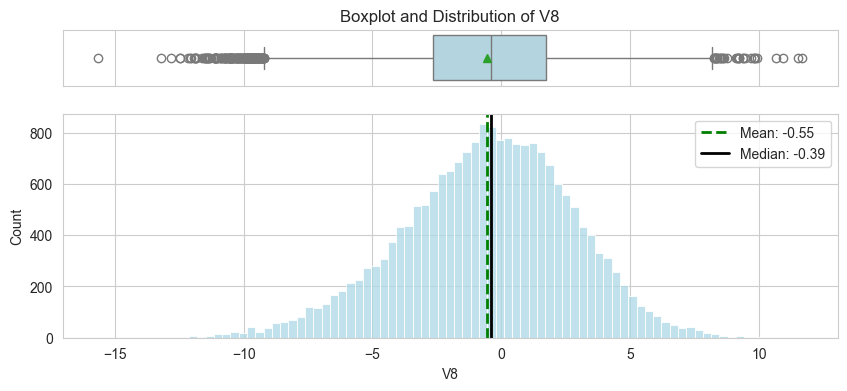 Boxplot and Distribution of V8
Mean: -0.55
Median: -0.39
Count
800
600
400
200
0
−15
−10
−5
0
5
10
V8